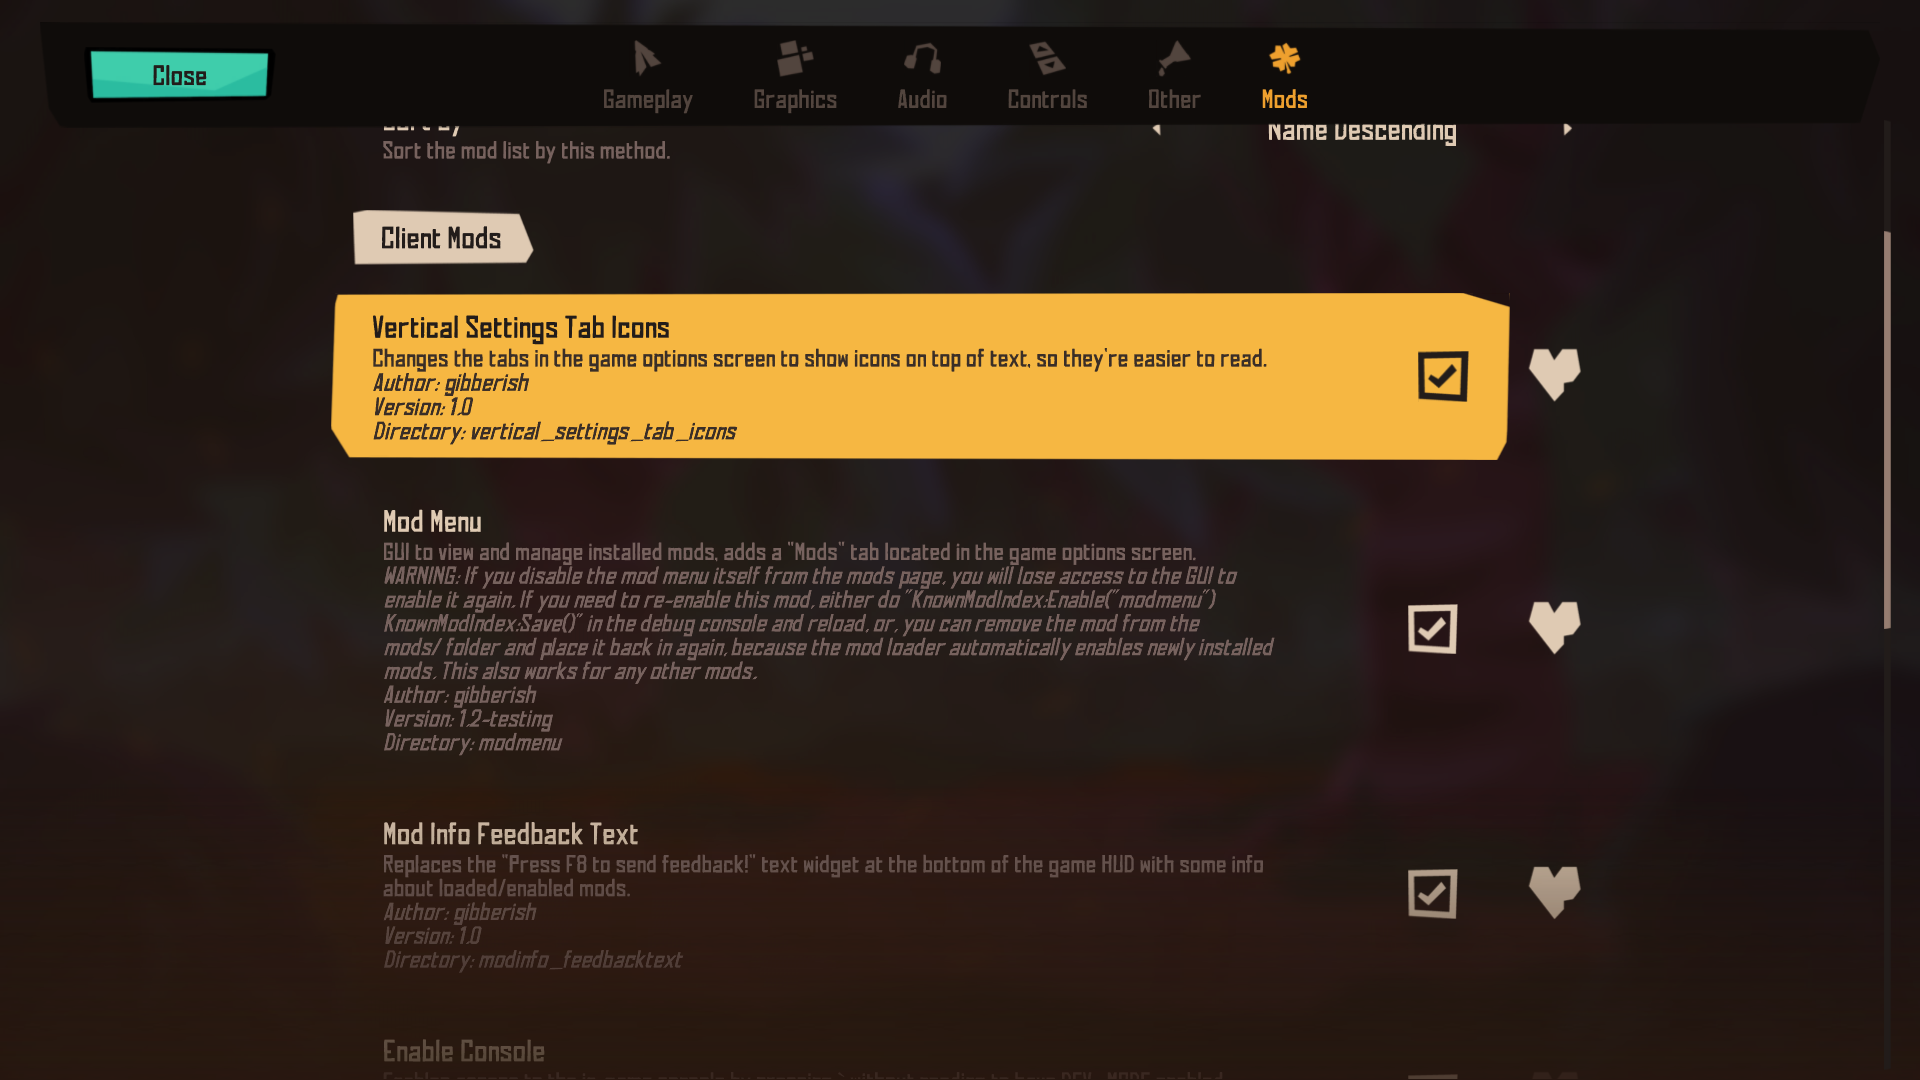 Close
Gameplay
Graphics
Audio
Controls
Other
Mods
Sort by
Name Descending
Sort the mod list by this method.
Client Mods
Vertical Settings Tab Icons
Changes the tabs in the game options screen to show icons on top of text, so they're easier to read.
Author: gibberish
Version: 1.0
Directory: vertical_settings_tab_icons
Mod Menu
GUI to view and manage installed mods, adds a "Mods" tab located in the game options screen.
WARNING: If you disable the mod menu itself from the mods page, you will lose access to the GUI to
enable it again. If you need to re-enable this mod, either do "KnownModIndex:Enable("modmenu")
KnownModIndex:Save()" in the debug console and reload, or, you can remove the mod from the
mods/ folder and place it back in again, because the mod loader automatically enables newly installed
mods. This also works for any other mods.
Author: gibberish
Version: 1.2-testing
Directory: modmenu
Mod Info Feedback Text
Replaces the "Press F8 to send feedback!" text widget at the bottom of the game HUD with some info
about loaded/enabled mods.
Author: gibberish
Version: 1.0
Directory: modinfo_feedbacktext
Enable Console